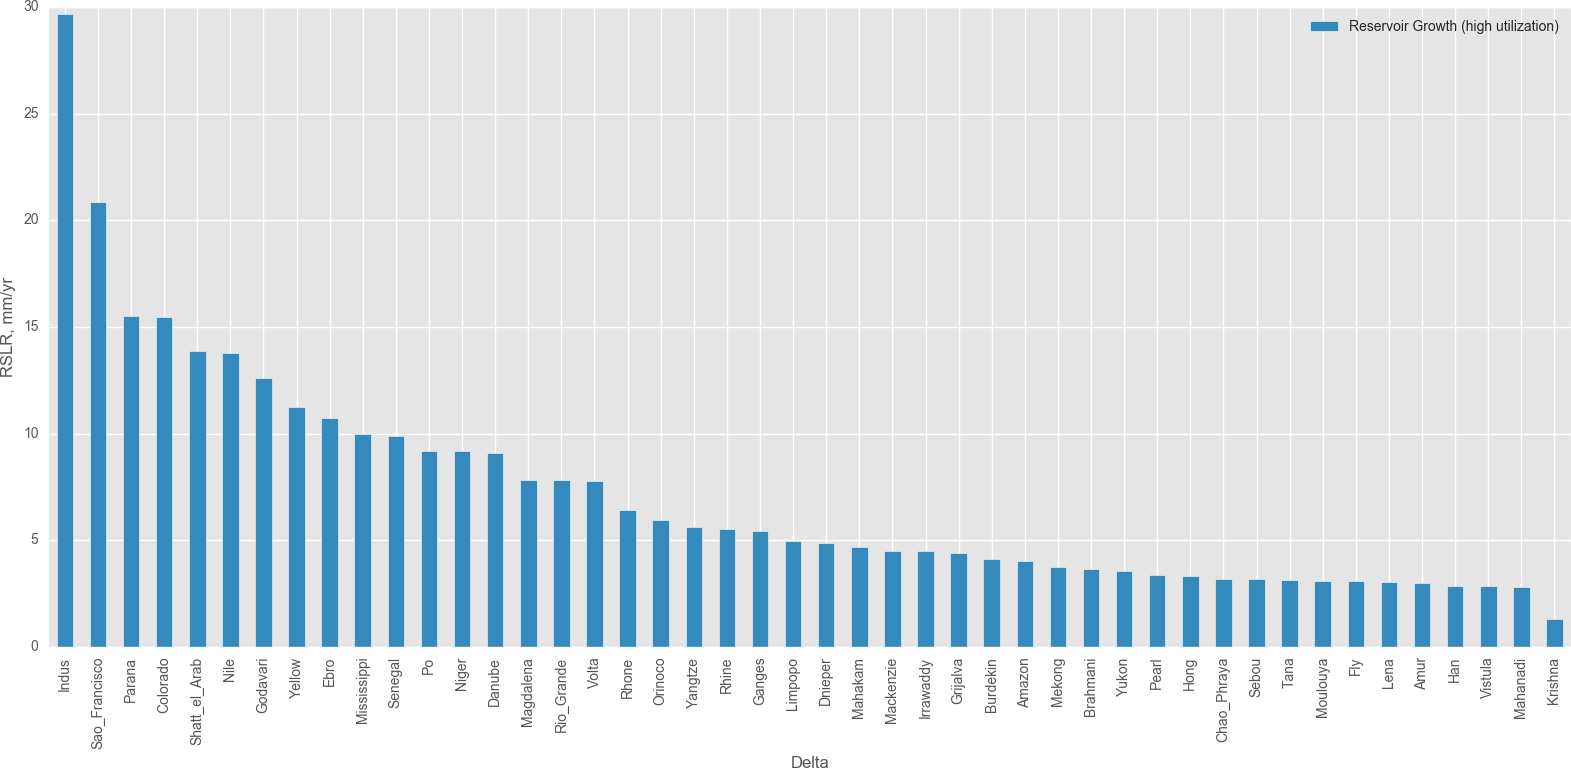 Reservoir Growth (high utilization)
30
25
20
15
10
5
0
RSLR, mm/yr
Indus
Sao_Francisco
Parana
Colorado
Shatt_el_Arab
Nile
Godavari
Yellow
Ebro
Mississippi
Senegal
Po
Niger
Danube
Magdalena
Rio_Grande
Volta
Rhone
Orinoco
Yangtze
Rhine
Ganges
Limpopo
Dnieper
Mahakam
Mackenzie
Irrawaddy
Grijalva
Burdekin
Amazon
Mekong
Brahmani
Yukon
Pearl
Hong
Chao_Phraya
Sebou
Tana
Moulouya
Fly
Lena
Amur
Han
Vistula
Mahanadi
Krishna
Delta